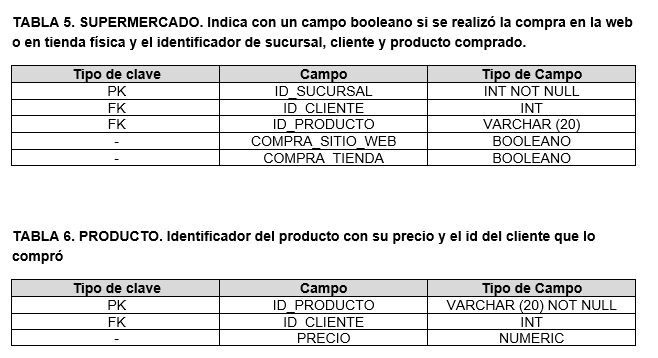 TABLA 5. SUPERMERCADO. Indica con un campo booleano si se realizó la compra en la web
o en tienda física y el identificador de sucursal, cliente y producto comprado.
Tipo de clave Campo Tipo de Campo
PK ID_SUCURSAL INT NOT NULL
FK ID_CLIENTE INT
FK ID_PRODUCTO VARCHAR (20)
- COMPRA_SITIO_WEB BOOLEANO
- COMPRA_TIENDA BOOLEANO
TABLA 6. PRODUCTO. Identificador del producto con su precio y el id del cliente que lo
compró
Tipo de clave Campo Tipo de Campo
PK ID_PRODUCTO VARCHAR (20) NOT NULL
FK ID_CLIENTE INT
- PRECIO NUMERIC